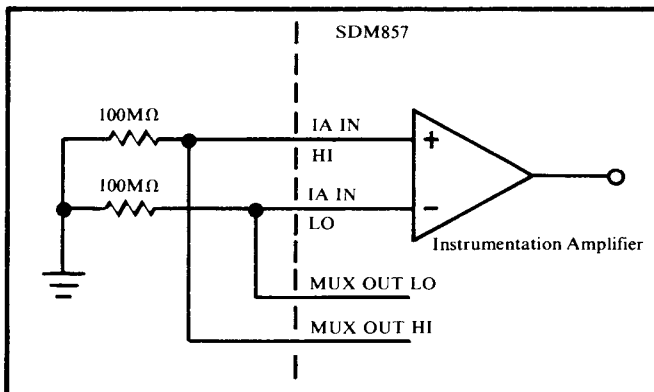 SDM857
100MΩ
IA IN
HI
+
100MΩ
IA IN
LO
−
Instrumentation Amplifier
MUX OUT LO
MUX OUT HI